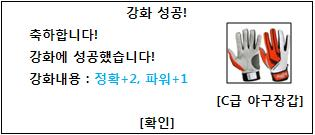 강화 성공!
축하합니다!
강화에 성공했습니다!
강화내용 : 정확+2, 파워+1
[C급 야구장갑]
[확인]